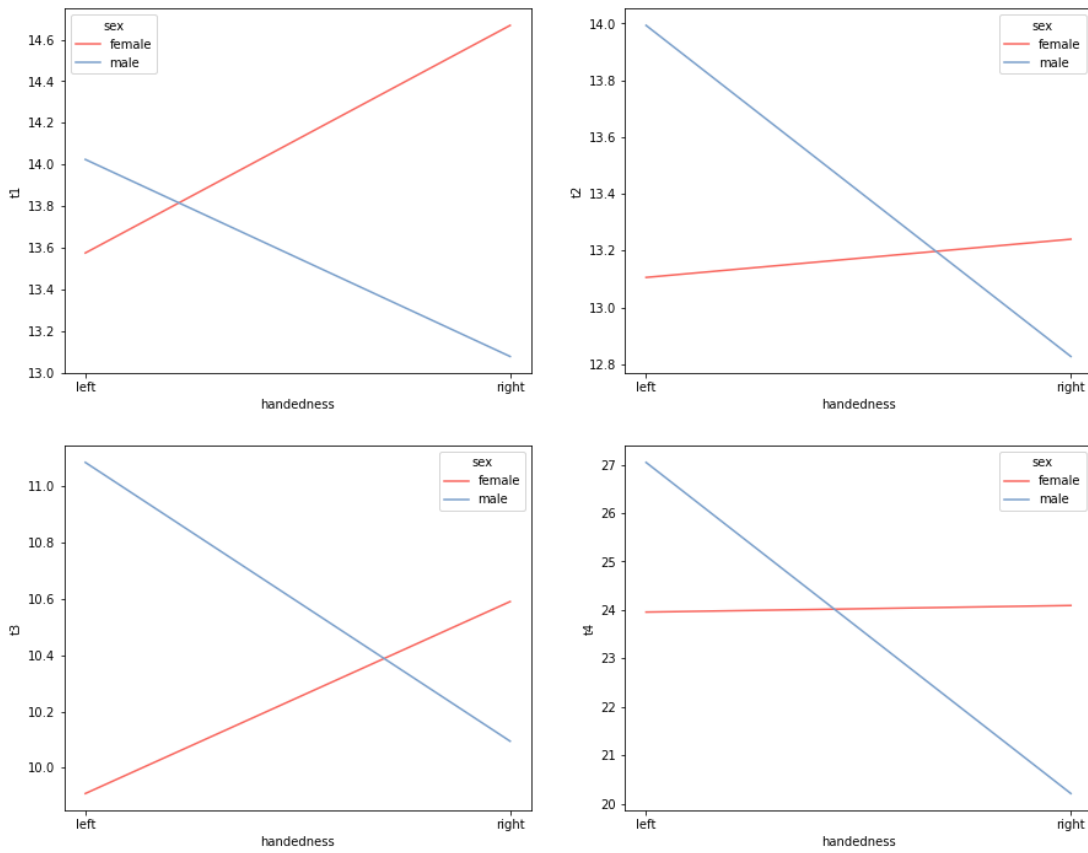 sex
female
male
14.6
14.4
14.2
14.0
13.8
13.6
13.4
13.2
13.0
t1
left
right
handedness
sex
female
male
14.0
13.8
13.6
13.4
13.2
13.0
12.8
t2
left
right
handedness
sex
female
male
11.0
10.8
10.6
10.4
10.2
10.0
t3
left
right
handedness
sex
female
male
27
26
25
24
23
22
21
20
t4
left
right
handedness